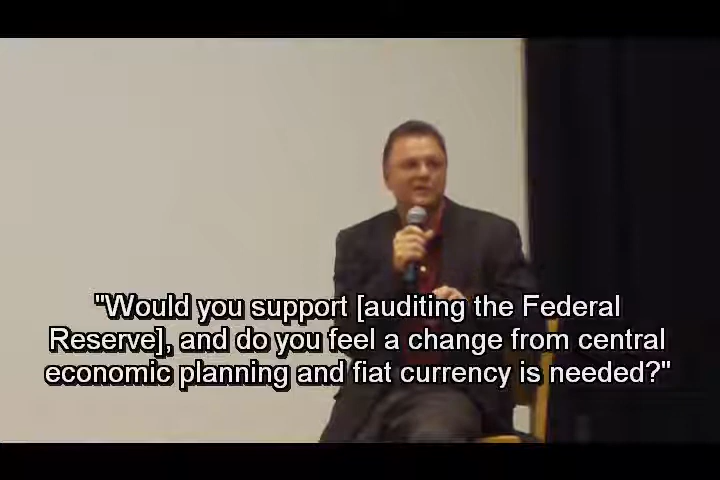 "Would you support [auditing the Federal
Reserve], and do you feel a change from central
economic planning and fiat currency is needed?"